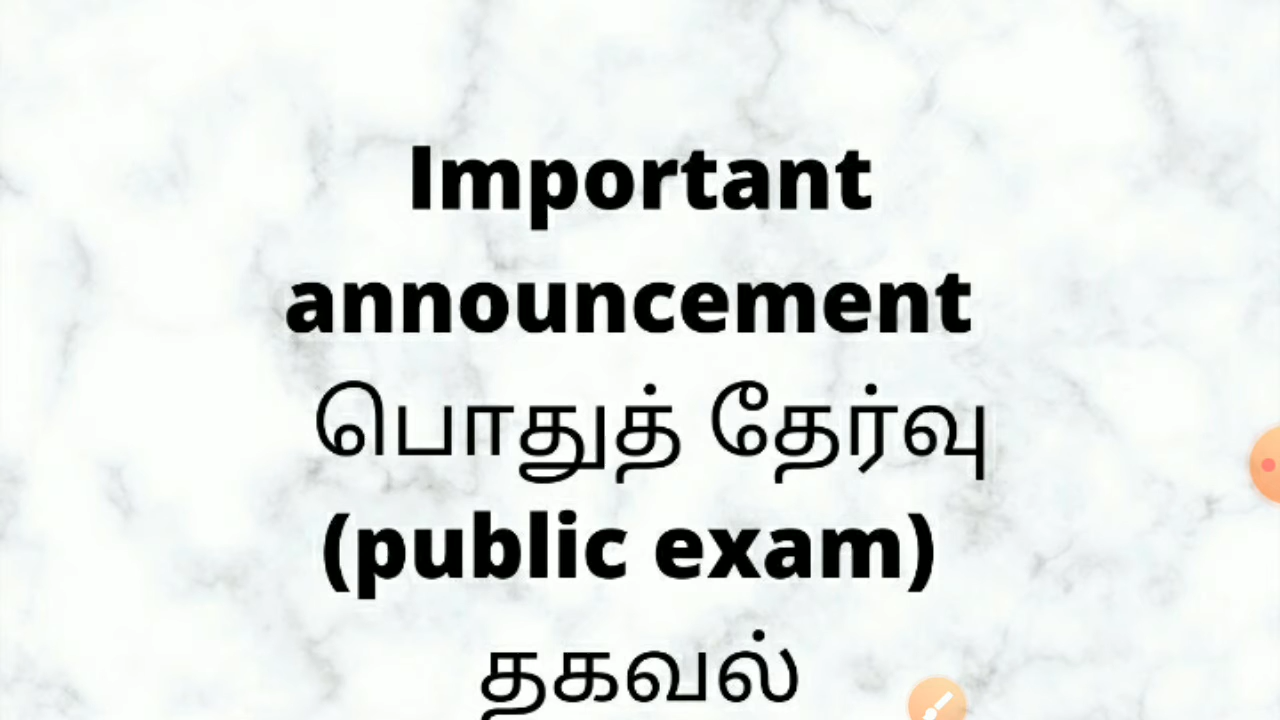 Important
announcement
பொதுத் தேர்வு
(public exam)
தகவல்